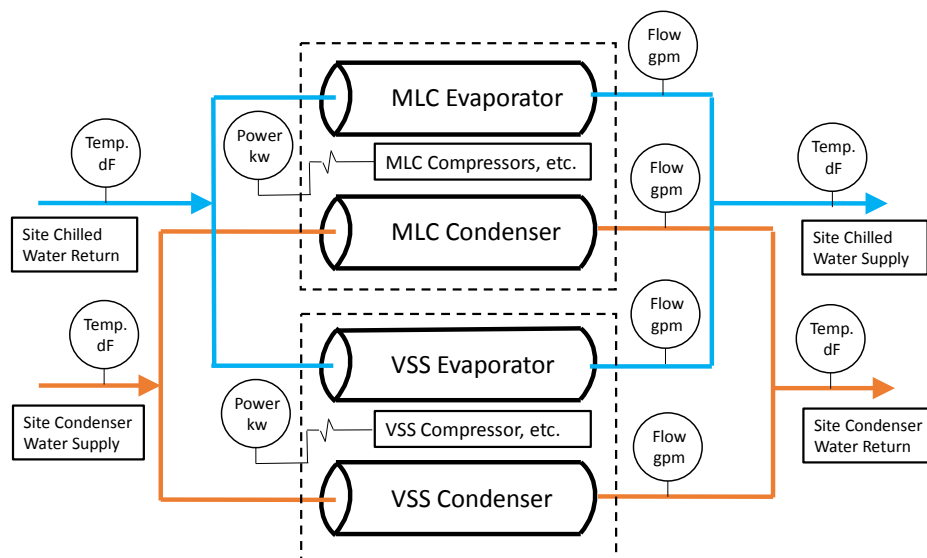 Flow
gpm
MLC Evaporator
Temp.
dF
Power
kw
MLC Compressors, etc.
Flow
gpm
Temp.
dF
Site Chilled
Water Return
MLC Condenser
Site Chilled
Water Supply
Flow
gpm
Temp.
dF
VSS Evaporator
Temp.
dF
Power
kw
VSS Compressor, etc.
Site Condenser
Water Supply
Flow
gpm
Site Condenser
Water Return
VSS Condenser